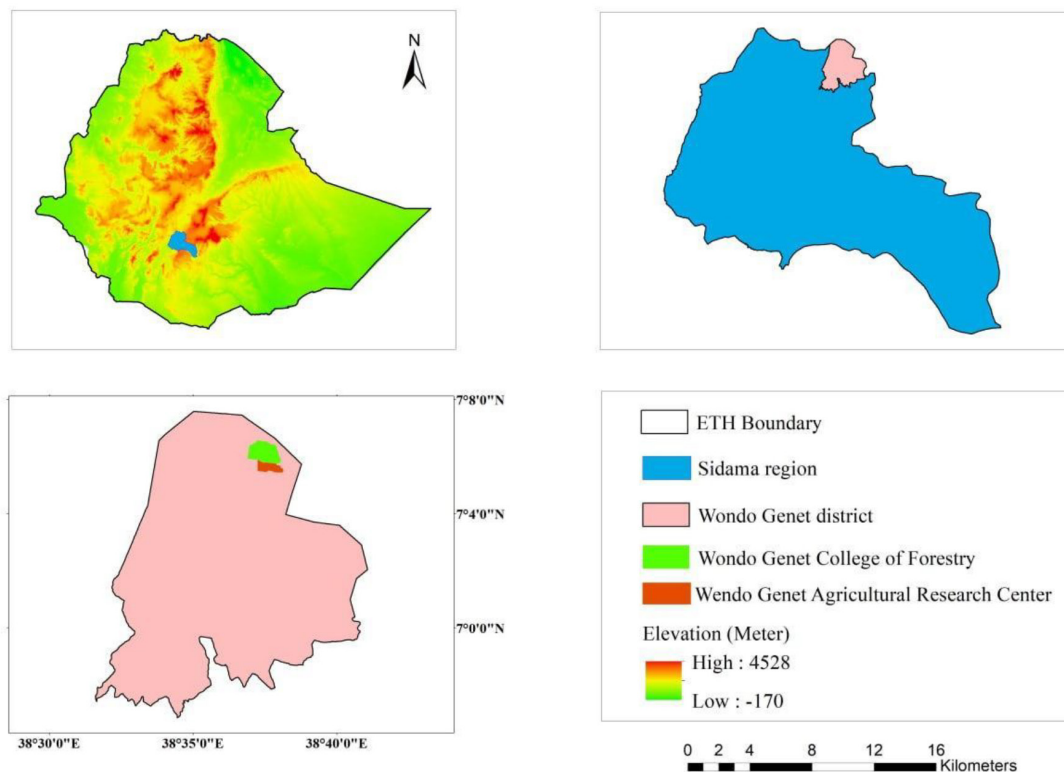 N
7°8'0"N
7°4'0"N
7°0'0"N
38°30'0"E 38°35'0"E 38°40'0"E
ETH Boundary
Sidama region
Wondo Genet district
Wondo Genet College of Forestry
Wendo Genet Agricultural Research Center
Elevation (Meter)
High : 4528
Low : -170
0 2 4 8 12 16
Kilometers